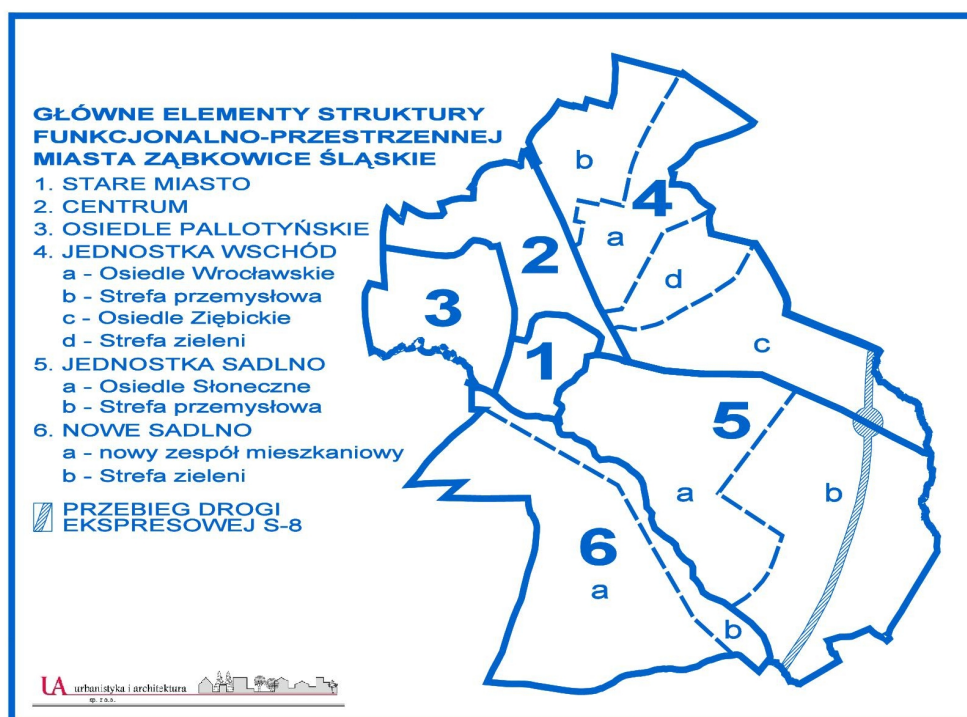 GŁÓWNE ELEMENTY STRUKTURY
FUNKCJONALNO-PRZESTRZENNEJ
MIASTA ZĄBKOWICE ŚLĄSKIE
1. STARE MIASTO
2. CENTRUM
3. OSIEDLE PALLOTYŃSKIE
4. JEDNOSTKA WSCHÓD
a - Osiedle Wrocławskie
b - Strefa przemysłowa
c - Osiedle Ziębickie
d - Strefa zieleni
5. JEDNOSTKA SADLNO
a - Osiedle Słoneczne
b - Strefa przemysłowa
6. NOWE SADLNO
a - nowy zespół mieszkaniowy
b - Strefa zieleni
PRZEBIEG DROGI
EKSPRESOWEJ S-8
b
4
a
2
d
3
c
1
5
a
b
6
a
b
UA urbanistyka i architektura
sp. z o.o.